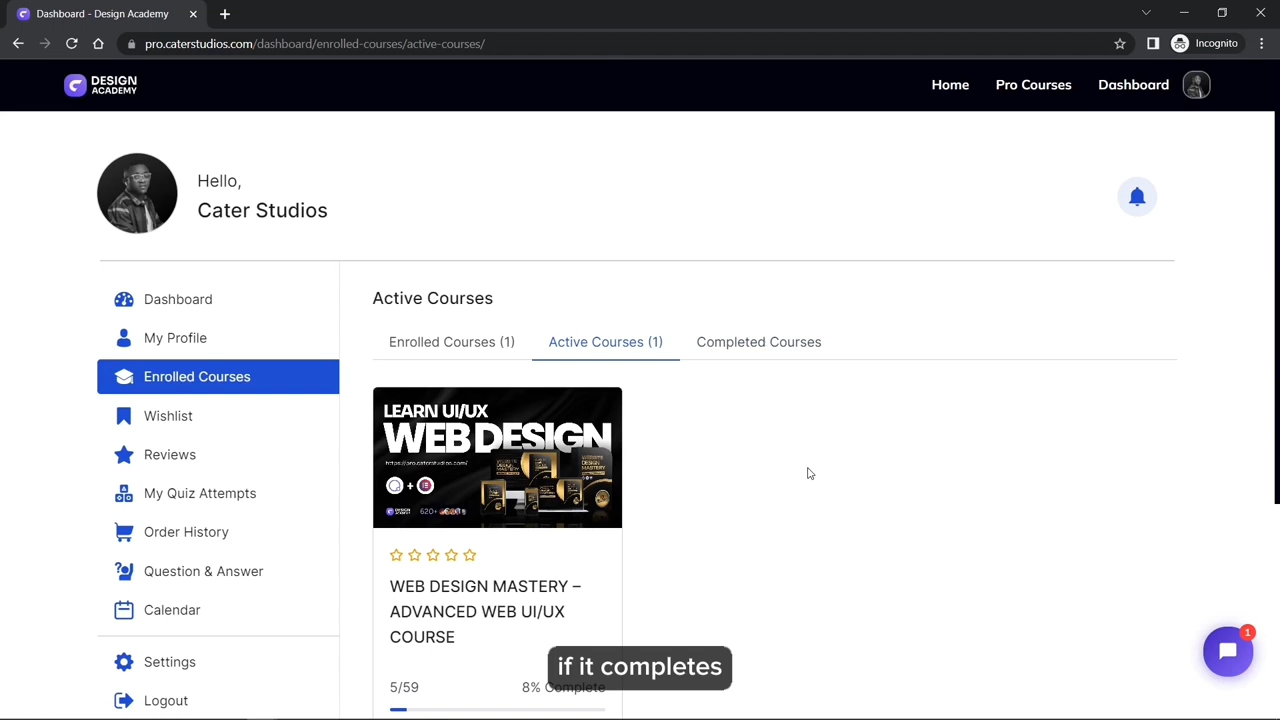 Dashboard - Design Academy
pro.caterstudios.com/dashboard/enrolled-courses/active-courses/
Incognito
DESIGN
ACADEMY
Home
Pro Courses
Dashboard
Hello,
Cater Studios
Dashboard
My Profile
Enrolled Courses
Wishlist
Reviews
My Quiz Attempts
Order History
Question & Answer
Calendar
Settings
Logout
Active Courses
Enrolled Courses (1)
Active Courses (1)
Completed Courses
LEARN UI/UX
WEB DESIGN
https://pro.caterstudios.com/
WEB DESIGN MASTERY –
ADVANCED WEB UI/UX
COURSE
5/59
8% Complete
if it completes
1